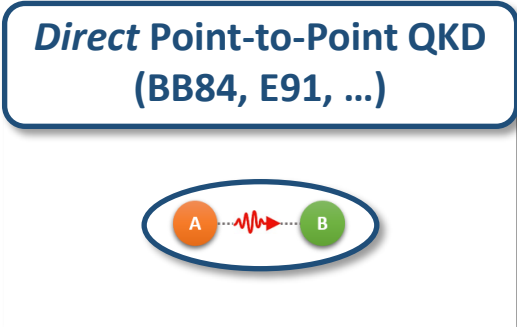 Direct Point-to-Point QKD
(BB84, E91, …)
A B